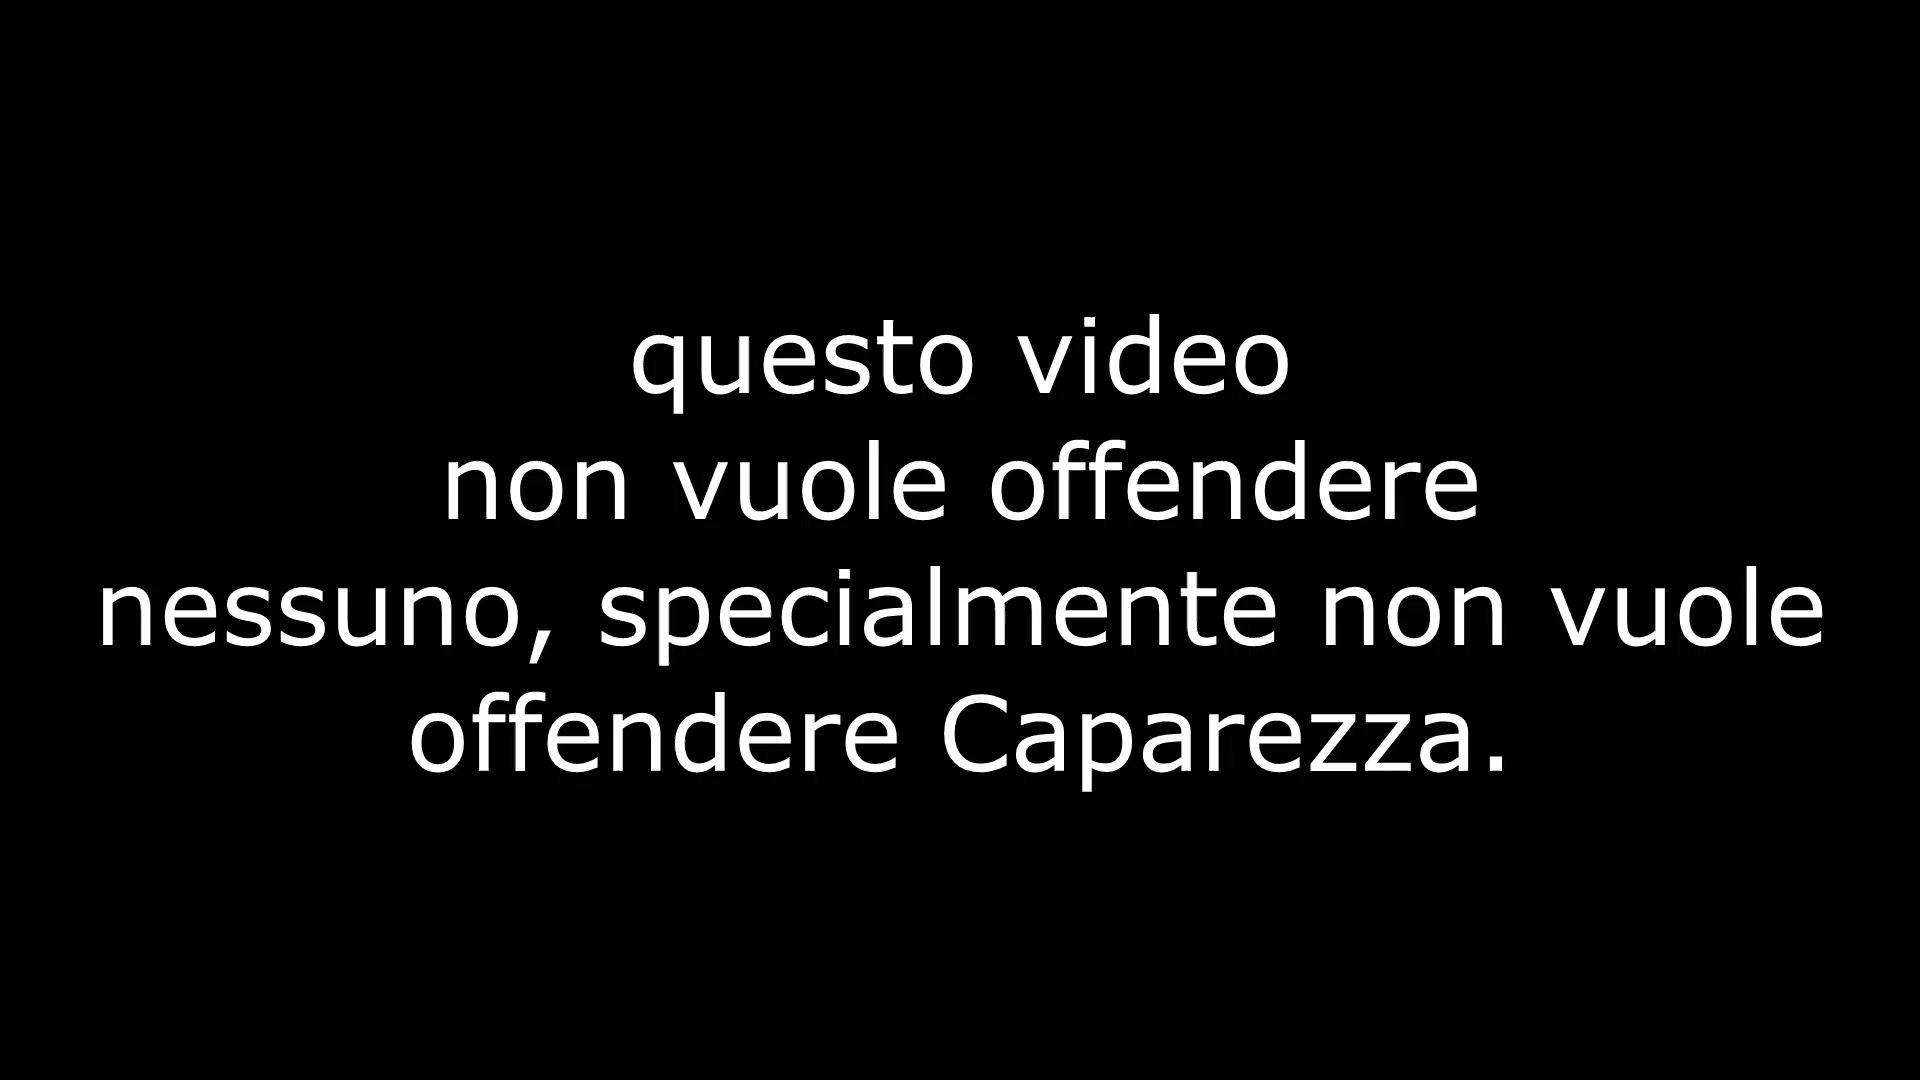 questo video
non vuole offendere
nessuno, specialmente non vuole
offendere Caparezza.